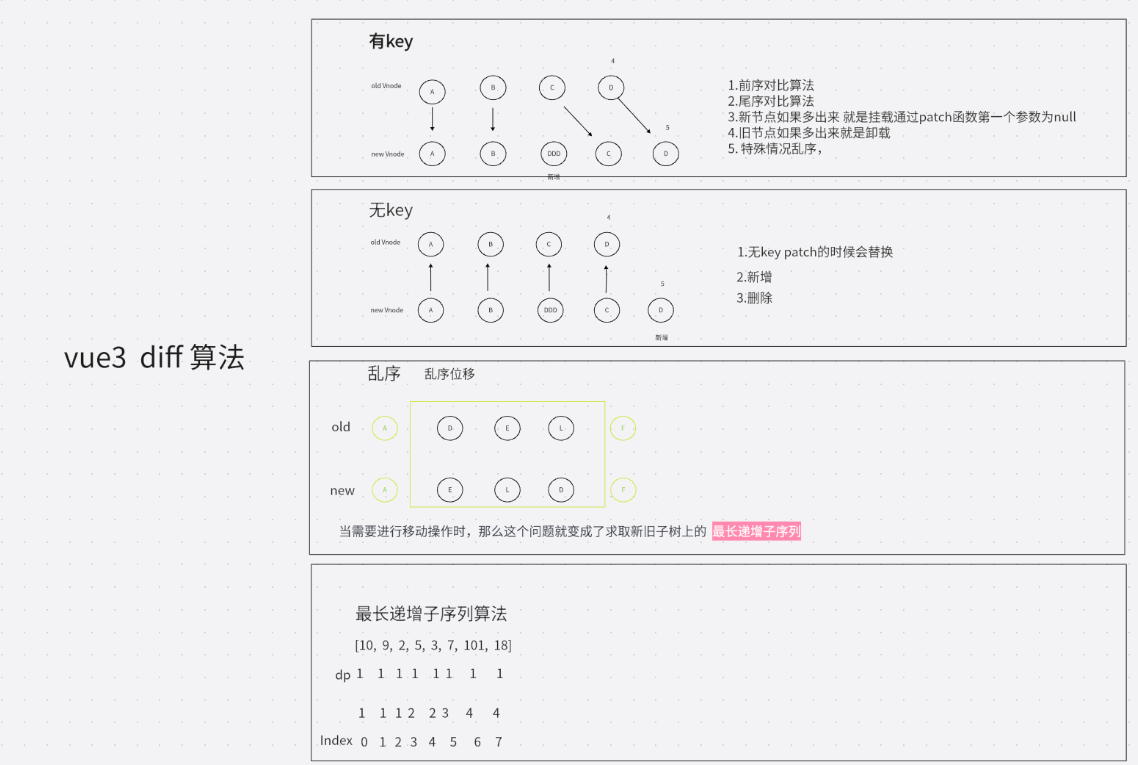 vue3 diff 算法
有key
4
old Vnode
A
B
C
D
5
new Vnode
A
B
DDD
C
D
新增
1.前序对比算法
2.尾序对比算法
3.新节点如果多出来 就是挂载通过patch函数第一个参数为null
4.旧节点如果多出来就是卸载
5. 特殊情况乱序，
无key
4
old Vnode
A
B
C
D
5
new Vnode
A
B
DDD
C
D
新增
1.无key patch的时候会替换
2.新增
3.删除
乱序 乱序位移
old A D E L F
new A E L D F
当需要进行移动操作时，那么这个问题就变成了求取新旧子树上的 最长递增子序列
最长递增子序列算法
[10, 9, 2, 5, 3, 7, 101, 18]
dp 1 1 1 1 1 1 1 1
1 1 1 2 2 3 4 4
Index 0 1 2 3 4 5 6 7